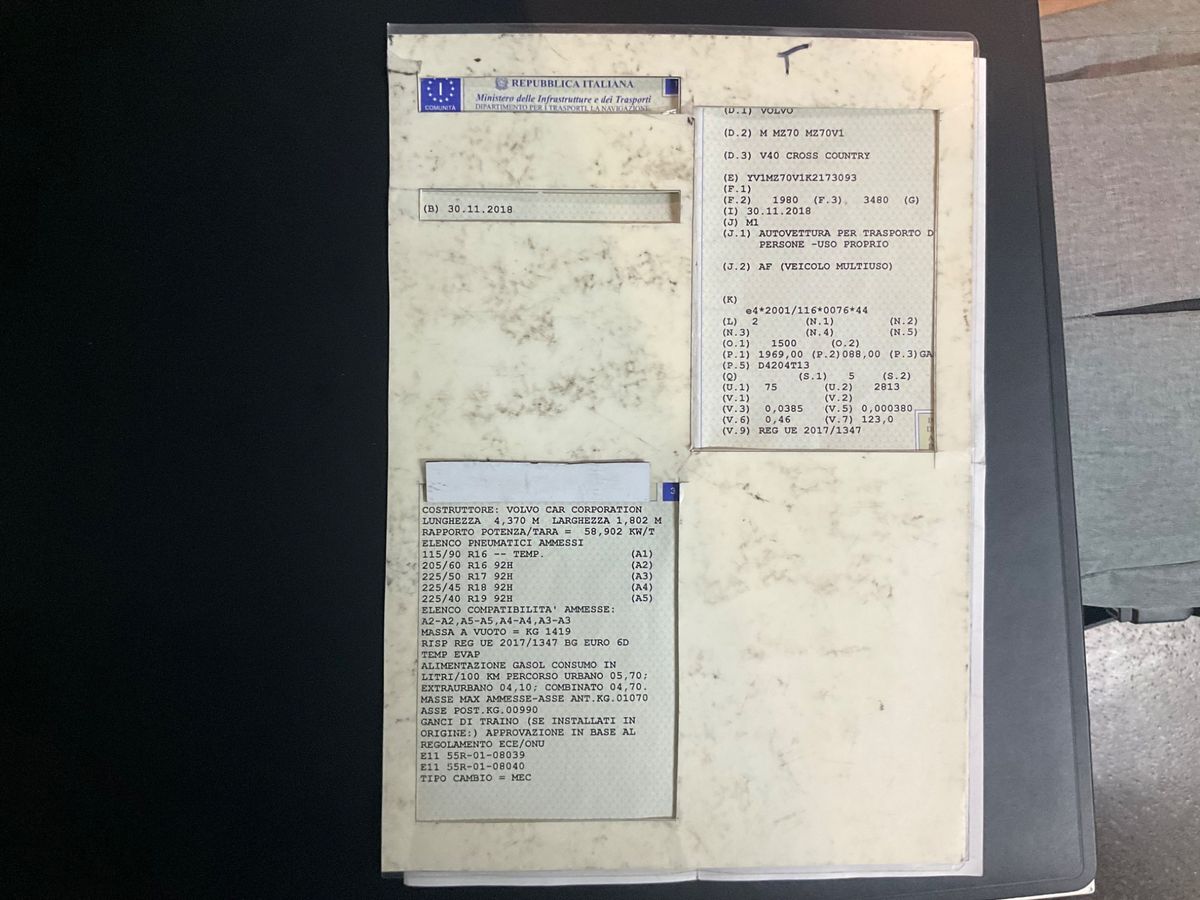 I
COMUNITÀ
REPUBBLICA ITALIANA
Ministero delle Infrastrutture e dei Trasporti
DIPARTIMENTO PER I TRASPORTI, LA NAVIGAZIONE
(B) 30.11.2018
T
(D.1) VOLVO
(D.2) M MZ70 MZ70V1
(D.3) V40 CROSS COUNTRY
(E) YV1MZ70V1K2173093
(F.1)
(F.2) 1980 (F.3) 3480 (G)
(I) 30.11.2018
(J) M1
(J.1) AUTOVETTURA PER TRASPORTO D
PERSONE -USO PROPRIO
(J.2) AF (VEICOLO MULTIUSO)
(K)
e4*2001/116*0076*44
(L) 2 (N.1) (N.2)
(N.3) (N.4) (N.5)
(O.1) 1500 (O.2)
(P.1) 1969,00 (P.2)088,00 (P.3)GA
(P.5) D4204T13
(Q) (S.1) 5 (S.2)
(U.1) 75 (U.2) 2813
(V.1) (V.2)
(V.3) 0,0385 (V.5) 0,000380
(V.6) 0,46 (V.7) 123,0
(V.9) REG UE 2017/1347
3
COSTRUTTORE: VOLVO CAR CORPORATION
LUNGHEZZA 4,370 M LARGHEZZA 1,802 M
RAPPORTO POTENZA/TARA = 58,902 KW/T
ELENCO PNEUMATICI AMMESSI
115/90 R16 -- TEMP. (A1)
205/60 R16 92H (A2)
225/50 R17 92H (A3)
225/45 R18 92H (A4)
225/40 R19 92H (A5)
ELENCO COMPATIBILITA' AMMESSE:
A2-A2,A5-A5,A4-A4,A3-A3
MASSA A VUOTO = KG 1419
RISP REG UE 2017/1347 BG EURO 6D
TEMP EVAP
ALIMENTAZIONE GASOL CONSUMO IN
LITRI/100 KM PERCORSO URBANO 05,70;
EXTRAURBANO 04,10; COMBINATO 04,70.
MASSE MAX AMMESSE-ASSE ANT.KG.01070
ASSE POST.KG.00990
GANCI DI TRAINO (SE INSTALLATI IN
ORIGINE:) APPROVAZIONE IN BASE AL
REGOLAMENTO ECE/ONU
E11 55R-01-08039
E11 55R-01-08040
TIPO CAMBIO = MEC